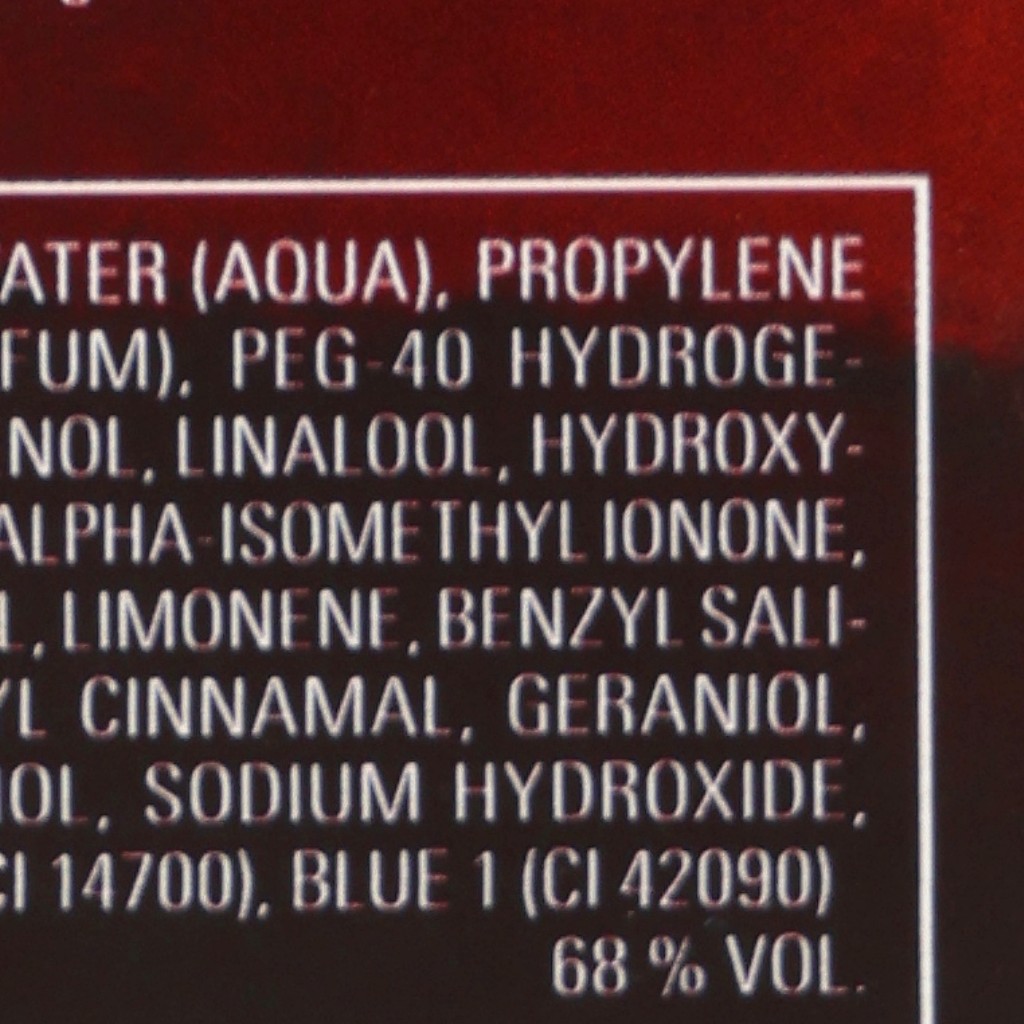 ATER (AQUA), PROPYLENE
FUM), PEG-40 HYDROGE-
NOL, LINALOOL, HYDROXY-
ALPHA-ISOMETHYL IONONE,
L, LIMONENE, BENZYL SALI-
YL CINNAMAL, GERANIOL,
IOL, SODIUM HYDROXIDE,
CI 14700), BLUE 1 (CI 42090)
68 % VOL.